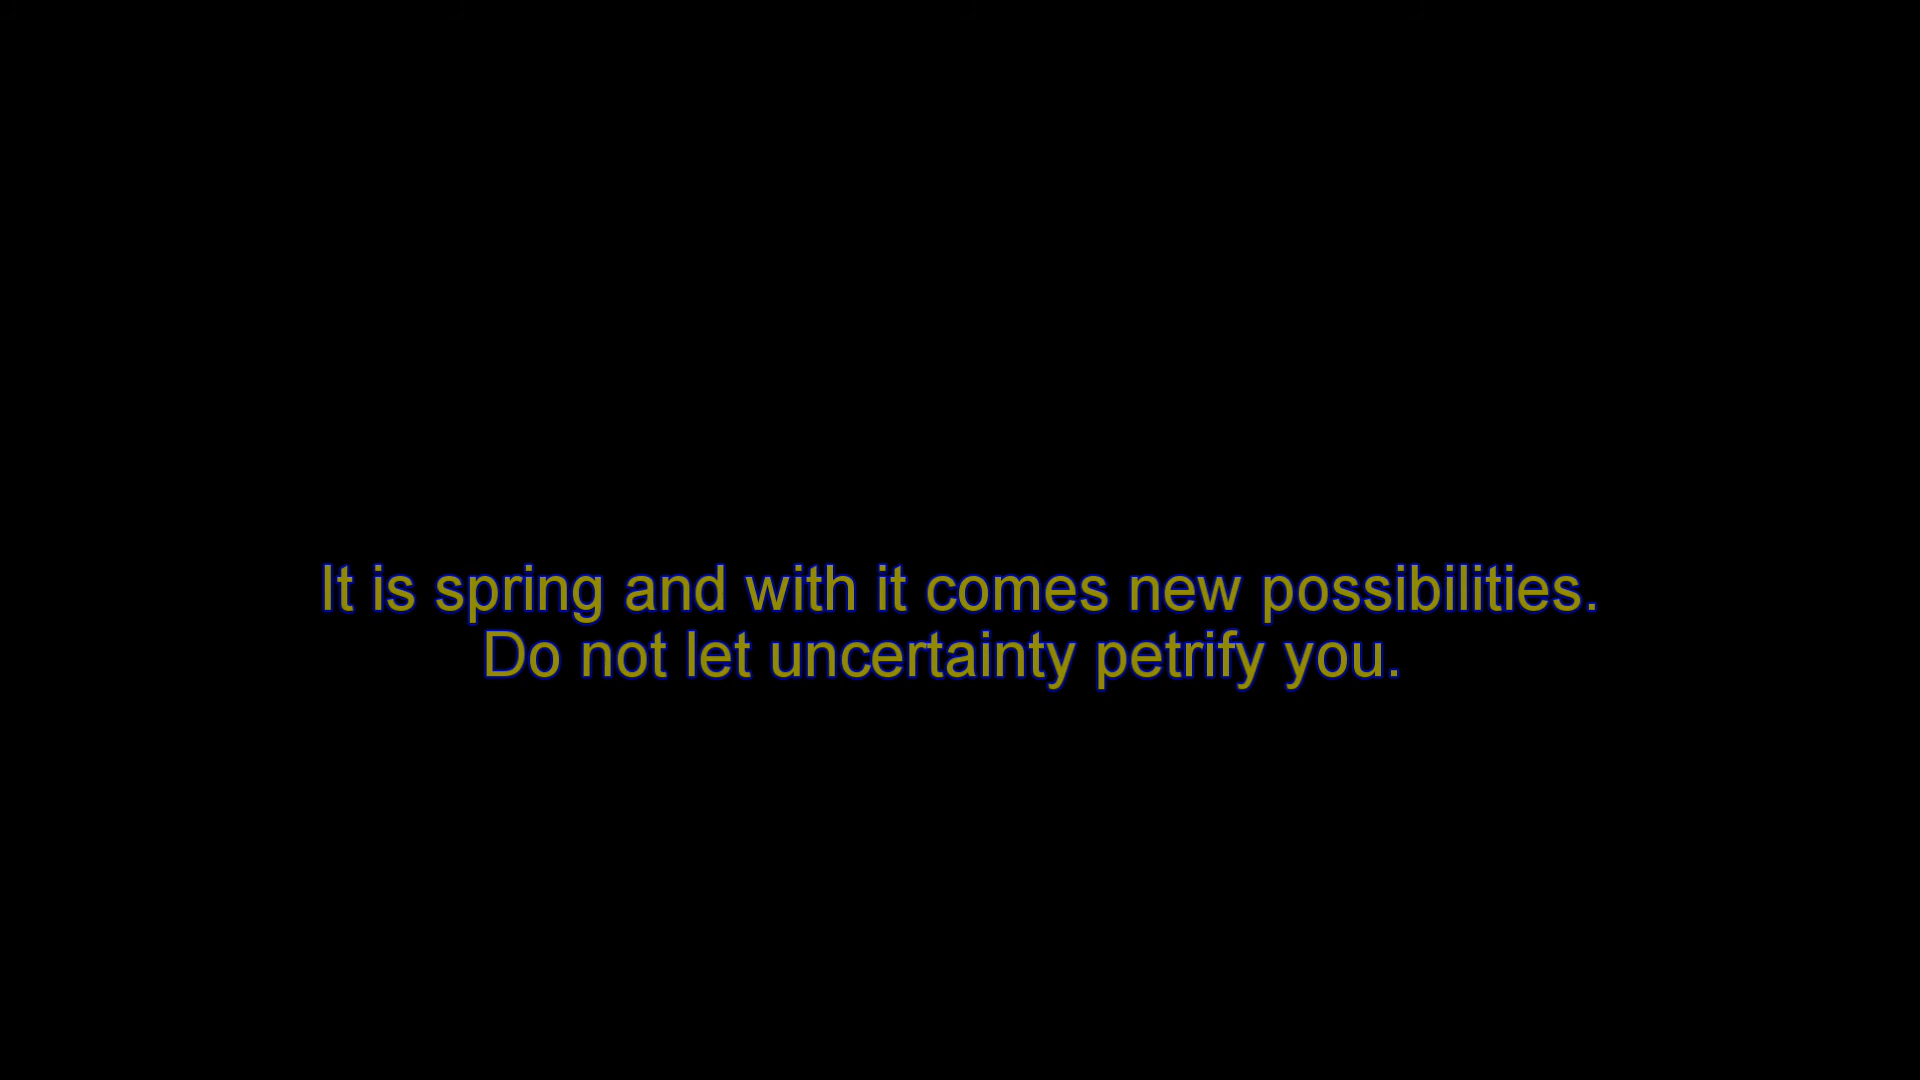 It is spring and with it comes new possibilities.
Do not let uncertainty petrify you.